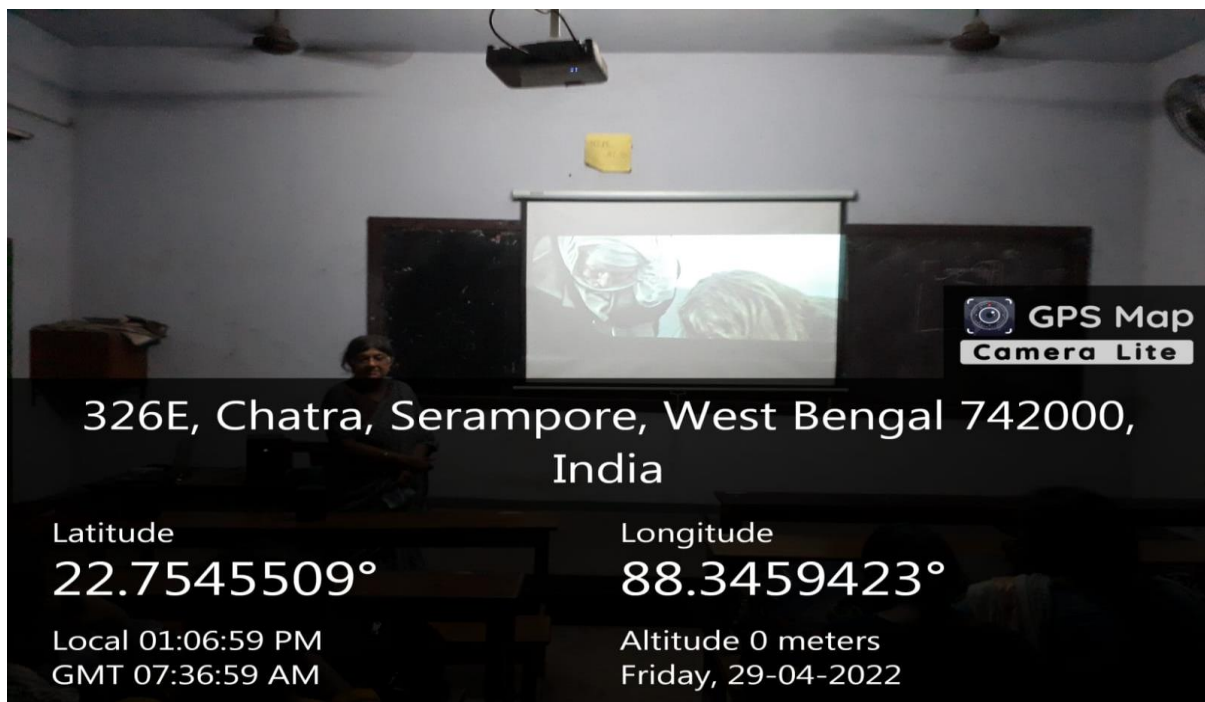 GPS Map
Camera Lite
326E, Chatra, Serampore, West Bengal 742000,
India
Latitude
22.7545509°
Longitude
88.3459423°
Local 01:06:59 PM
GMT 07:36:59 AM
Altitude 0 meters
Friday, 29-04-2022